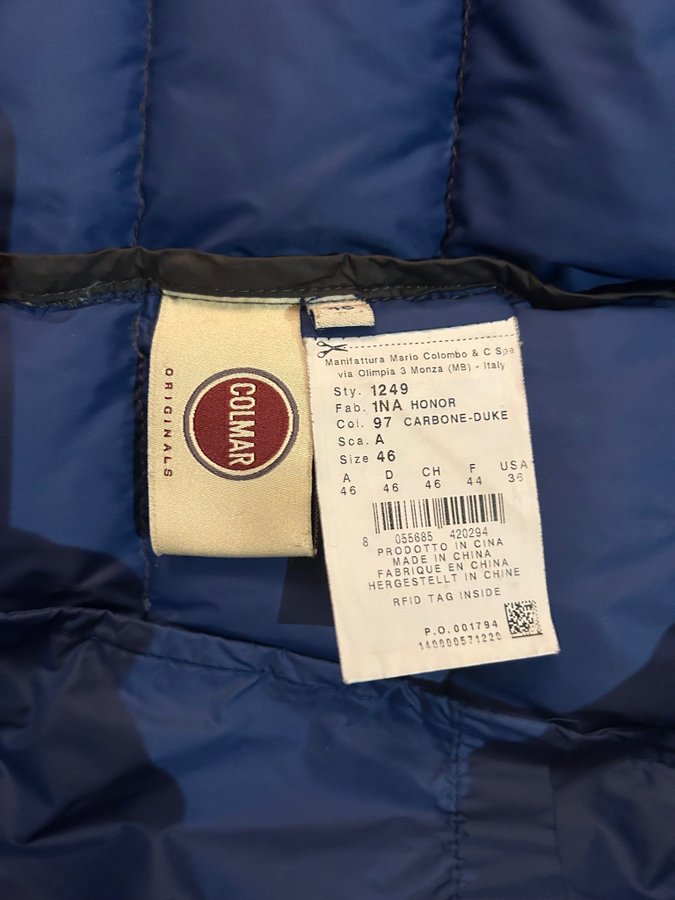 ORIGINALS
COLMAR
Manifattura Mario Colombo & C Spa
via Olimpia 3 Monza (MB) - Italy
Sty. 1249
Fab. 1NA HONOR
Col. 97 CARBONE-DUKE
Sca. A
Size 46
A D CH F USA
46 46 46 44 36
8 055685 420294
PRODOTTO IN CINA
MADE IN CHINA
FABRIQUE EN CHINA
HERGESTELLT IN CHINE
RFID TAG INSIDE
P.O. 001794
140000571220